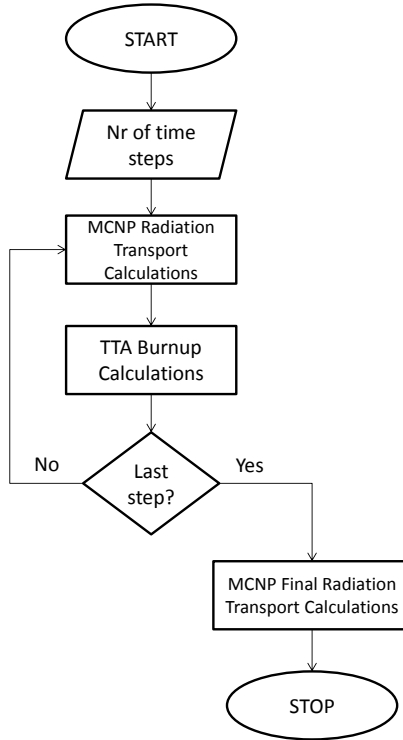 START
Nr of time
steps
MCNP Radiation
Transport
Calculations
TTA Burnup
Calculations
No
Last
step?
Yes
MCNP Final Radiation
Transport Calculations
STOP